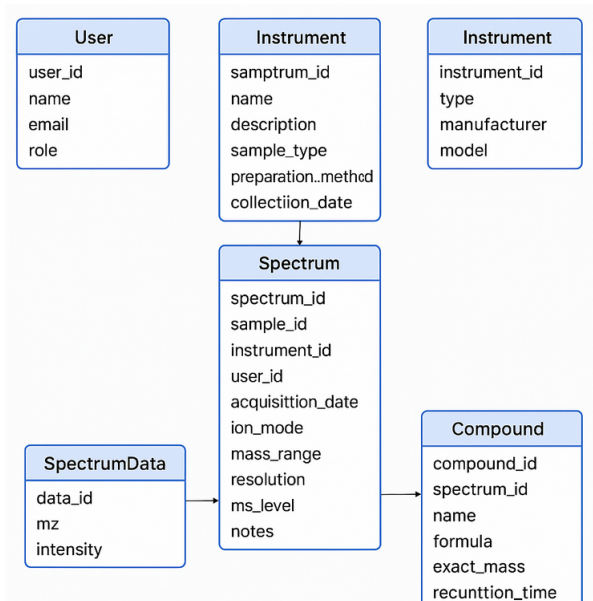 User
user_id
name
email
role
Instrument
samptrum_id
name
description
sample_type
preparation..method
collectiion_date
Instrument
instrument_id
type
manufacturer
model
Spectrum
spectrum_id
sample_id
instrument_id
user_id
acquisittion_date
ion_mode
mass_range
resolution
ms_level
notes
SpectrumData
data_id
mz
intensity
Compound
compound_id
spectrum_id
name
formula
exact_mass
recunttion_time